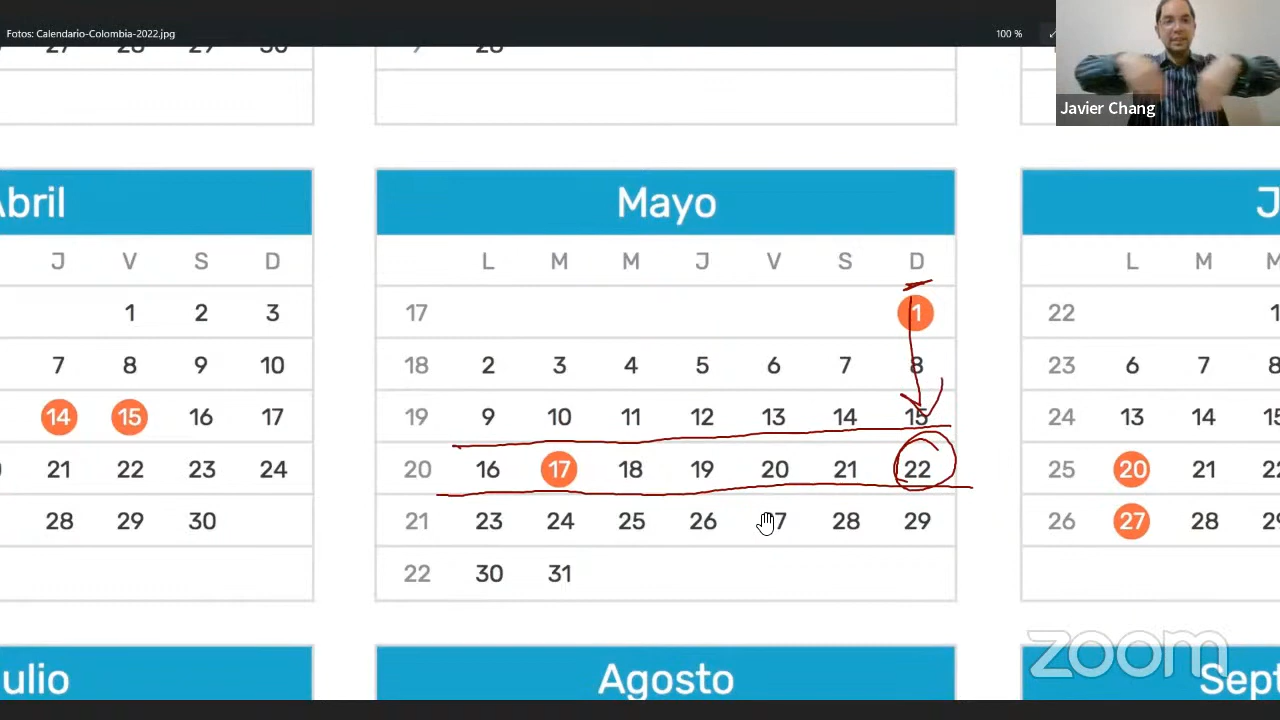 Fotos: Calendario-Colombia-2022.jpg 100 %
27 28 29 30
9 28
Javier Chang
Abril
J V S D
1 2 3
7 8 9 10
14 15 16 17
21 22 23 24
28 29 30
Mayo
L M M J V S D
17 1
18 2 3 4 5 6 7 8
19 9 10 11 12 13 14 15
20 16 17 18 19 20 21 22
21 23 24 25 26 27 28 29
22 30 31
J
L M M
22 1
23 6 7 8
24 13 14 15
25 20 21 22
26 27 28 29
ulio
Agosto
Sept
zoom